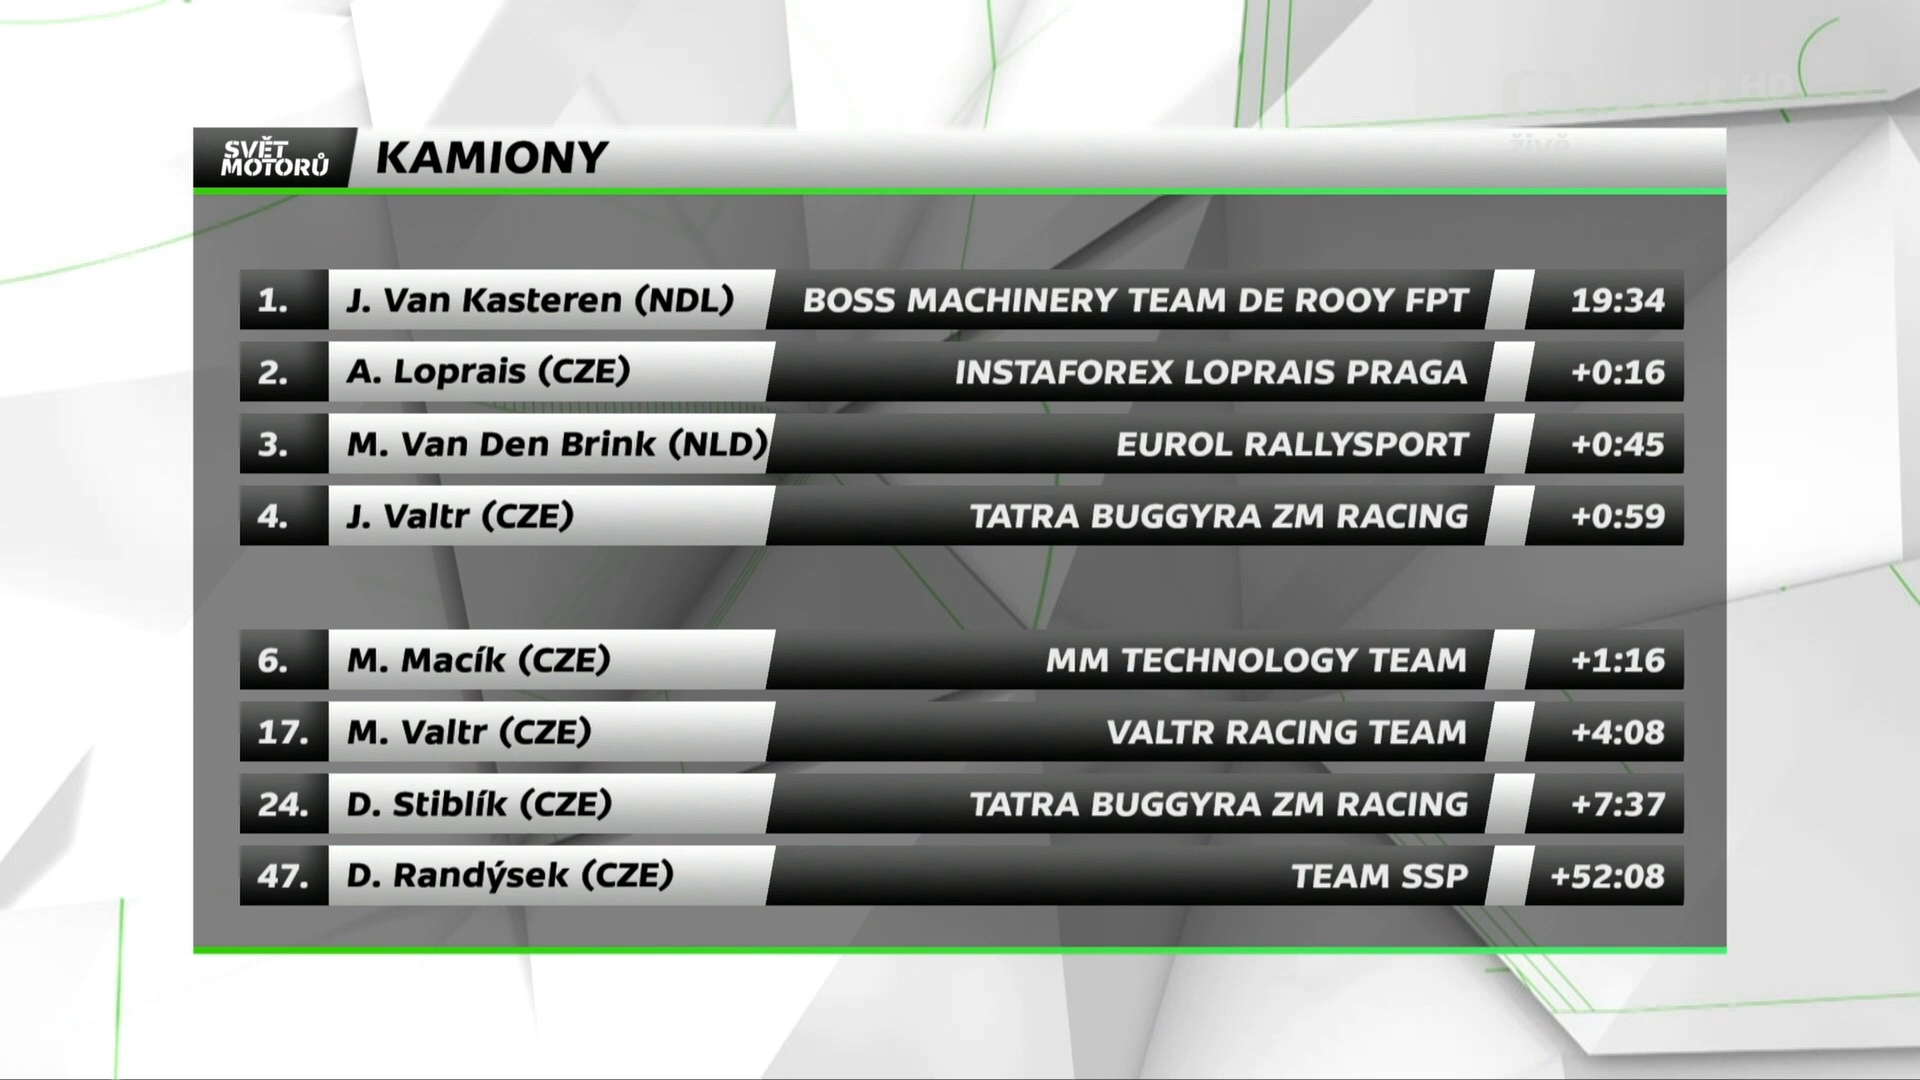 SVĚT
MOTORŮ
KAMIONY
živě
HD
1. J. Van Kasteren (NDL) BOSS MACHINERY TEAM DE ROOY FPT 19:34
2. A. Loprais (CZE) INSTAFOREX LOPRAIS PRAGA +0:16
3. M. Van Den Brink (NLD) EUROL RALLYSPORT +0:45
4. J. Valtr (CZE) TATRA BUGGYRA ZM RACING +0:59
6. M. Macík (CZE) MM TECHNOLOGY TEAM +1:16
17. M. Valtr (CZE) VALTR RACING TEAM +4:08
24. D. Stiblík (CZE) TATRA BUGGYRA ZM RACING +7:37
47. D. Randýsek (CZE) TEAM SSP +52:08